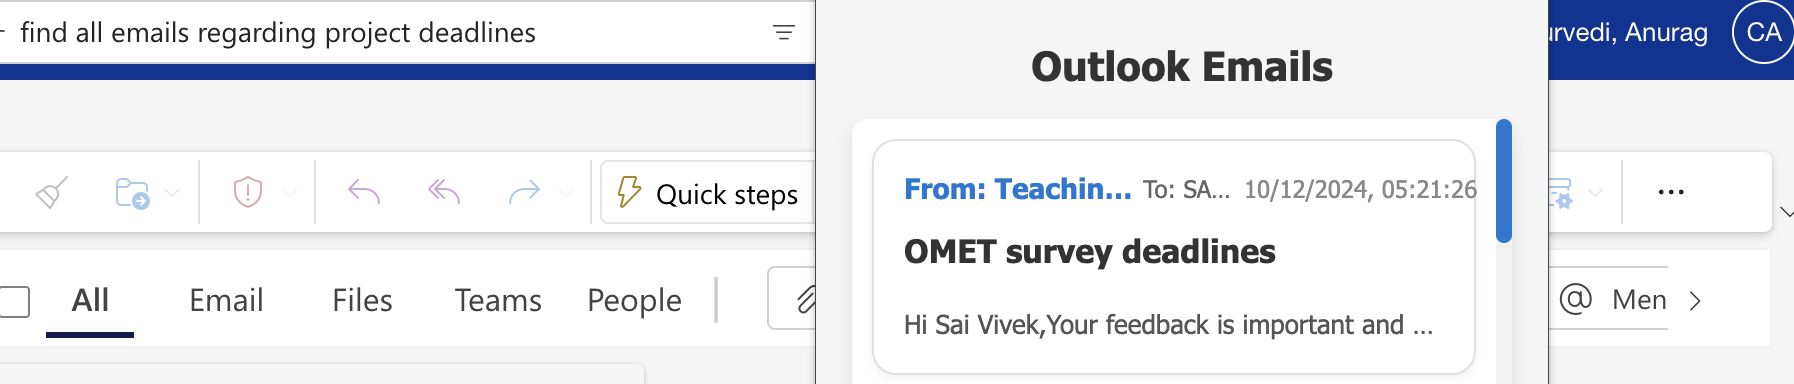 find all emails regarding project deadlines
Outlook Emails
Anurag
CA
From: Teachin... To: SA... 10/12/2024, 05:21:26
Quick steps
OMET survey deadlines
All Email Files Teams People
@ Men
Hi Sai Vivek,Your feedback is important and ...